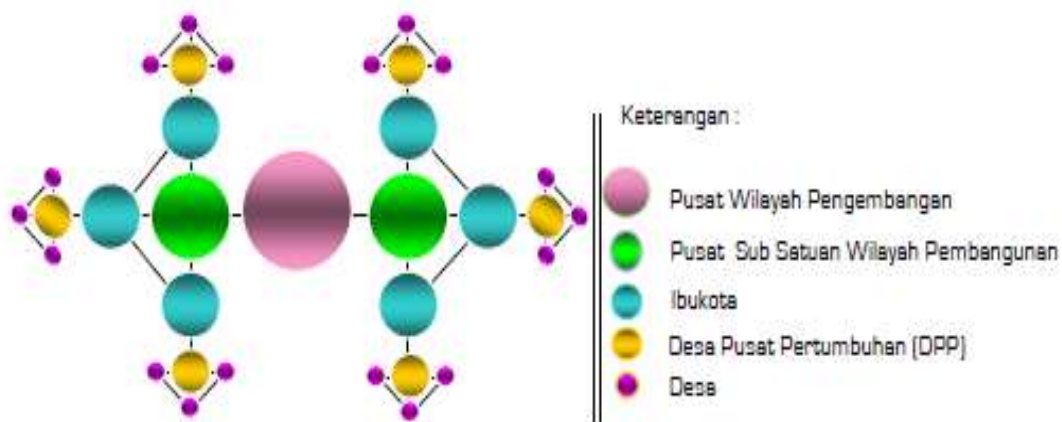 Keterangan :
Pusat Wilayah Pengembangan
Pusat Sub Satuan Wilayah Pembangunan
Ibukota
Desa Pusat Pertumbuhan (DPP)
Desa